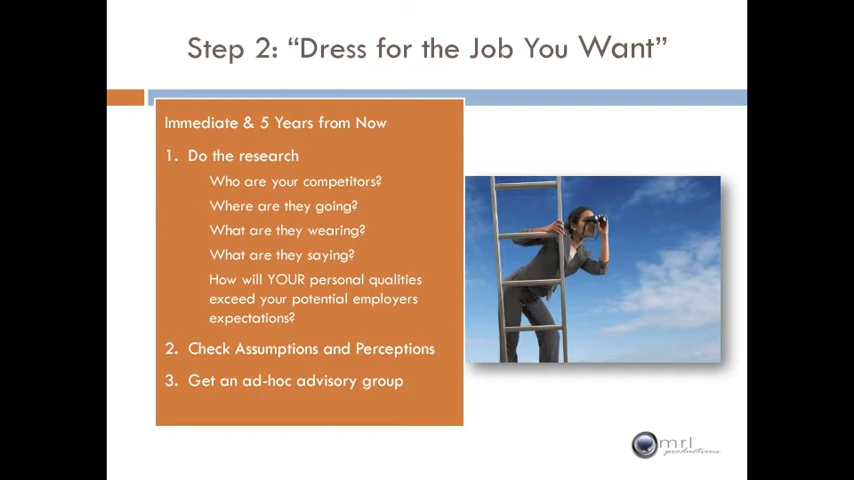 Step 2: “Dress for the Job You Want”
Immediate & 5 Years from Now
1. Do the research
Who are your competitors?
Where are they going?
What are they wearing?
What are they saying?
How will YOUR personal qualities
exceed your potential employers
expectations?
2. Check Assumptions and Perceptions
3. Get an ad-hoc advisory group
mrl
productions